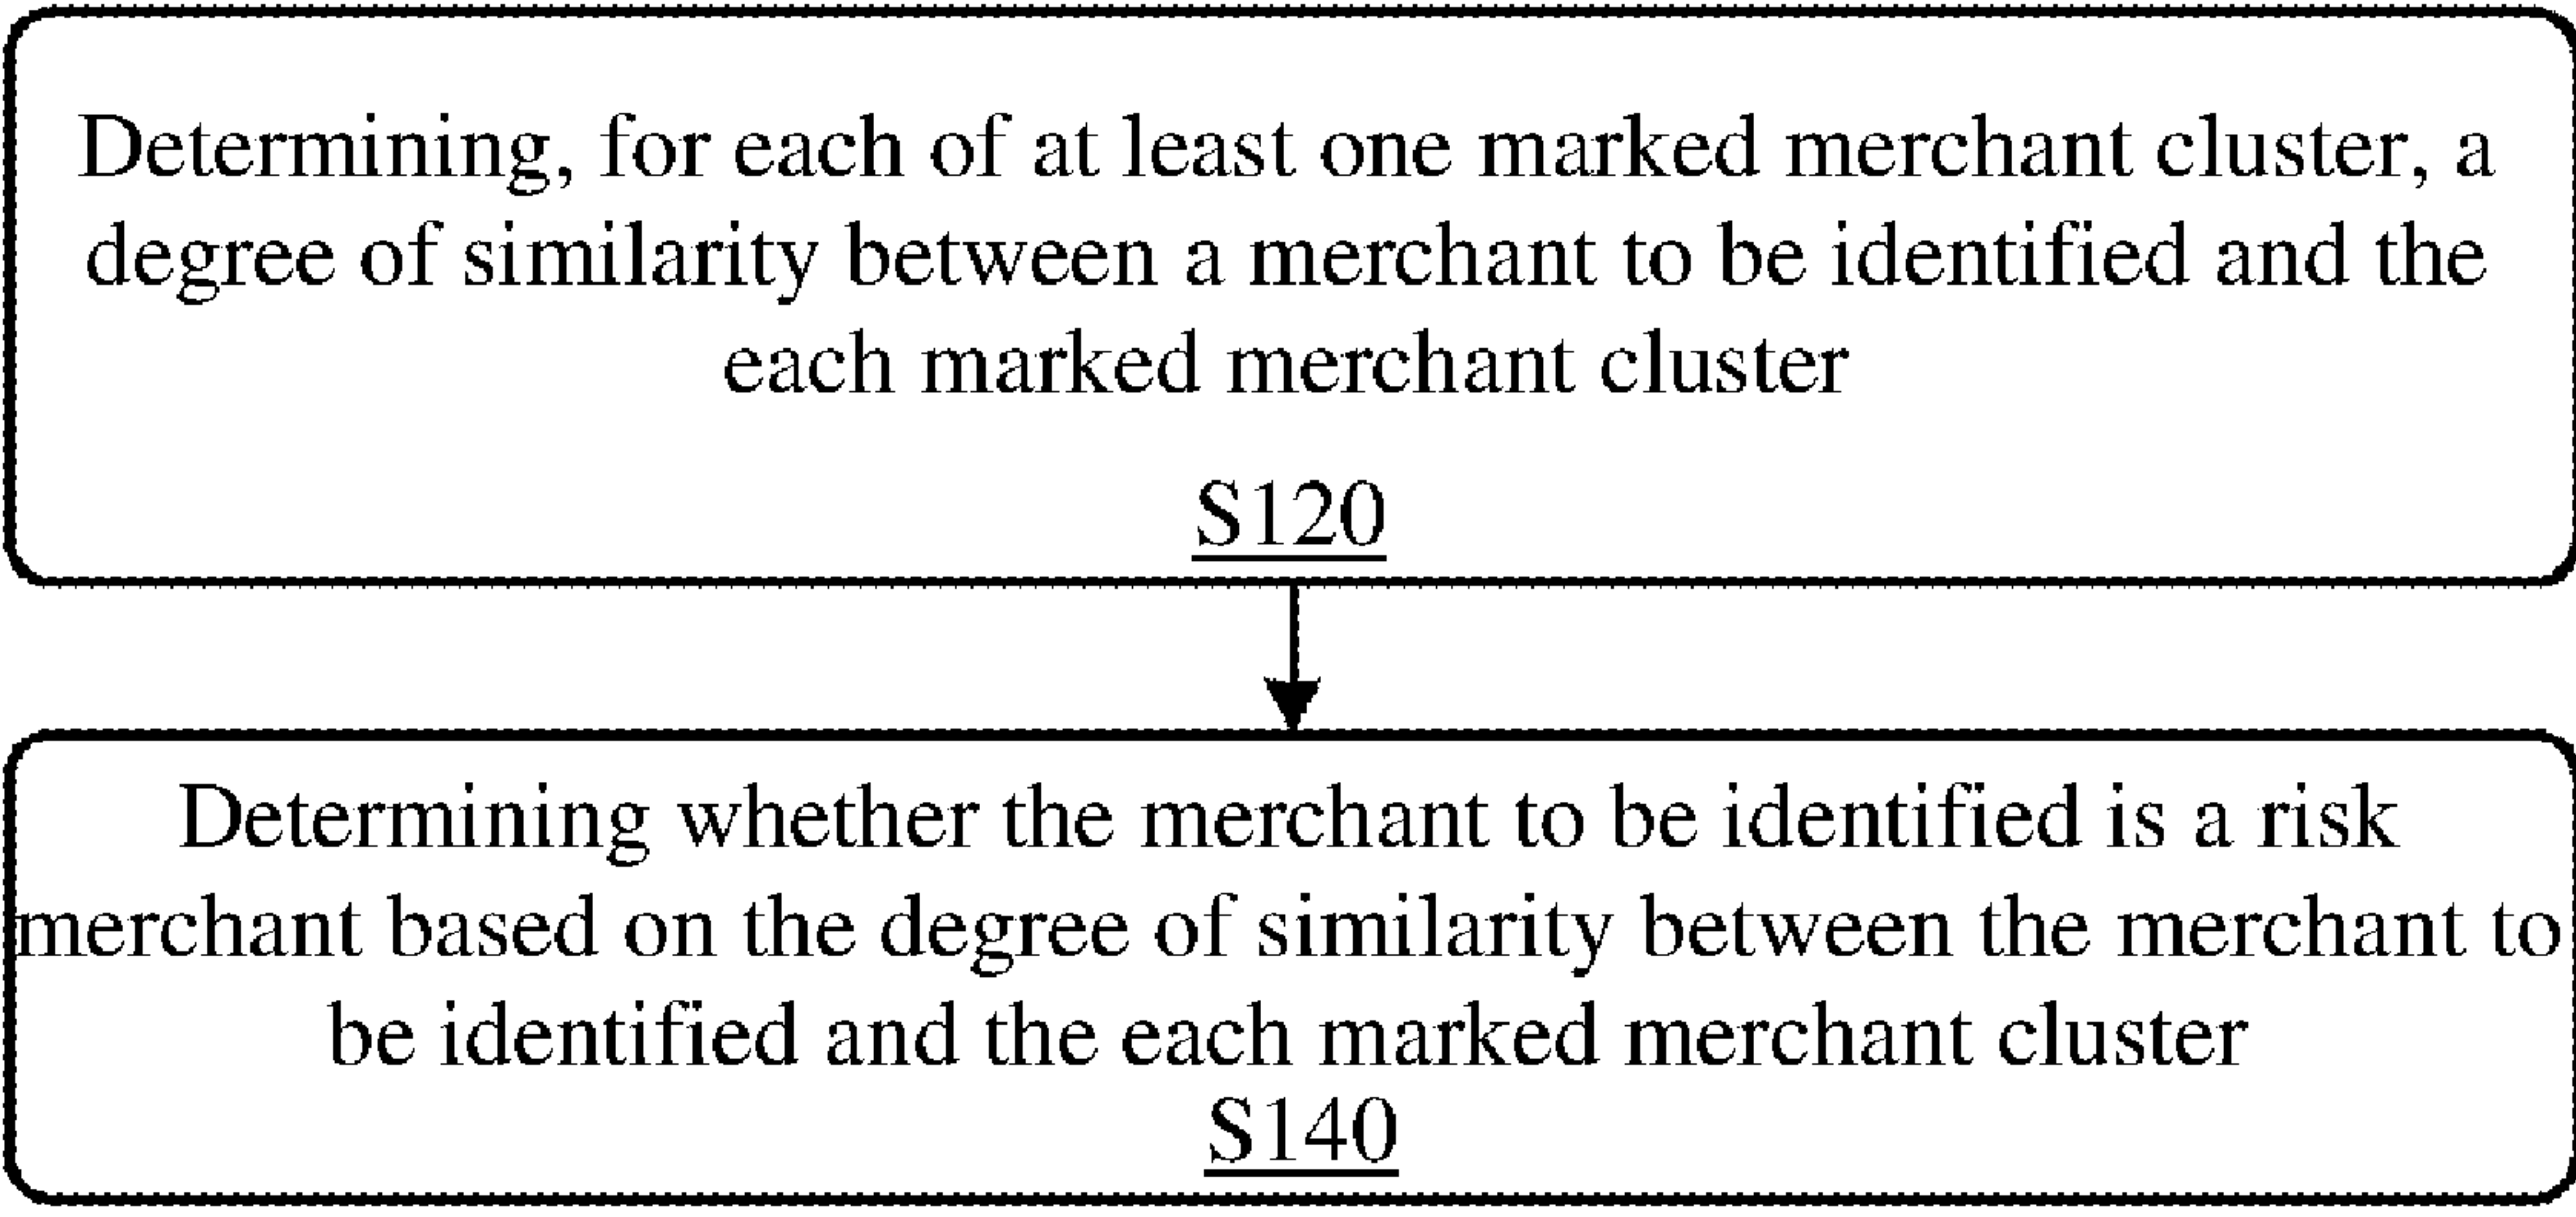 Determining, for each of at least one marked merchant cluster, a
degree of similarity between a merchant to be identified and the
each marked merchant cluster
S120
Determining whether the merchant to be identified is a risk
merchant based on the degree of similarity between the merchant to
be identified and the each marked merchant cluster
S140